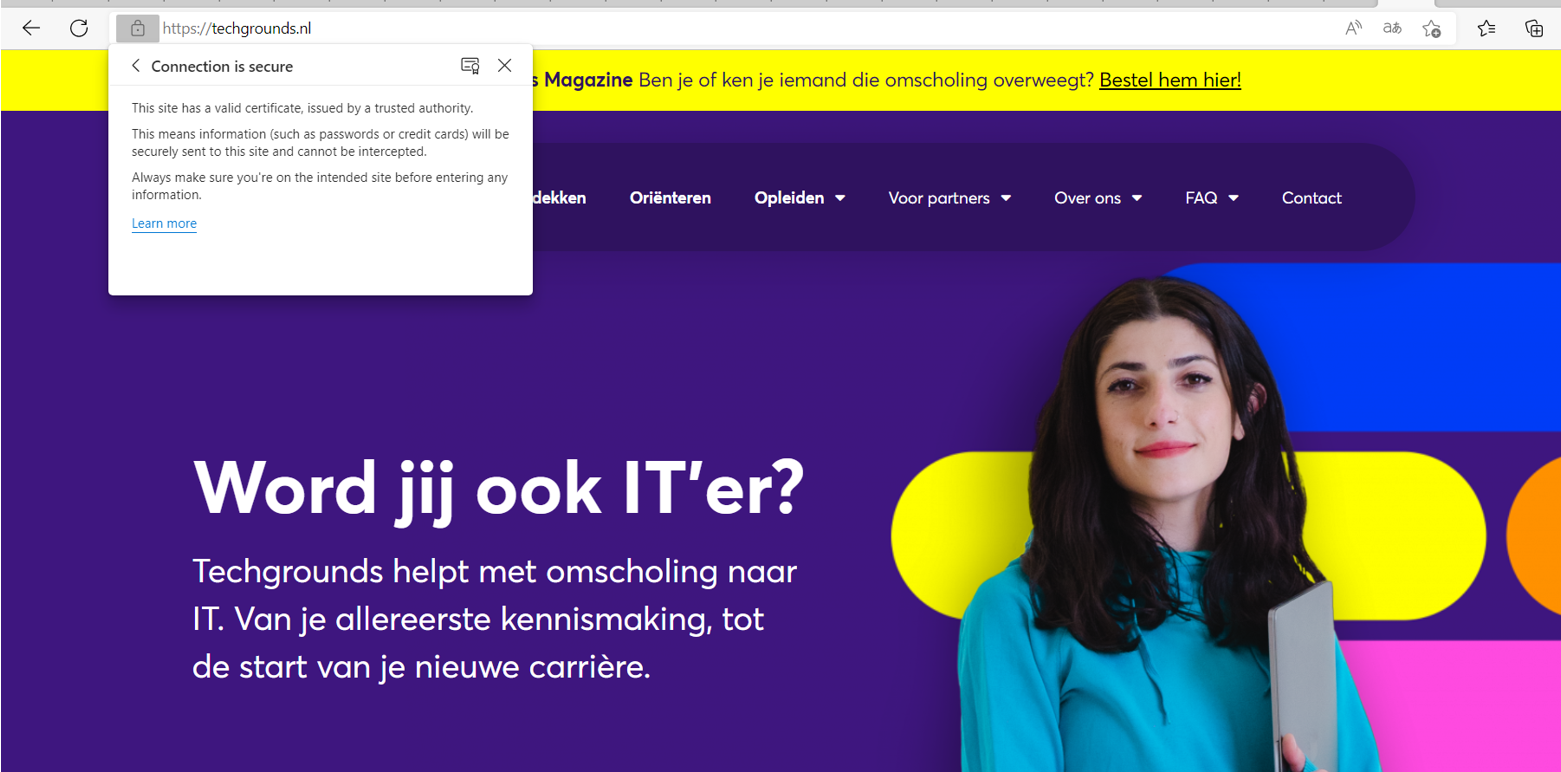 https://techgrounds.nl
Connection is secure
This site has a valid certificate, issued by a trusted authority.
This means information (such as passwords or credit cards) will be
securely sent to this site and cannot be intercepted.
Always make sure you're on the intended site before entering any
information.
Learn more
Magazine Ben je of ken je iemand die omscholing overweegt? Bestel hem hier!
Oriënteren Opleiden Voor partners Over ons FAQ Contact
Word jij ook IT'er?
Techgrounds helpt met omscholing naar
IT. Van je allereerste kennismaking, tot
de start van je nieuwe carrière.